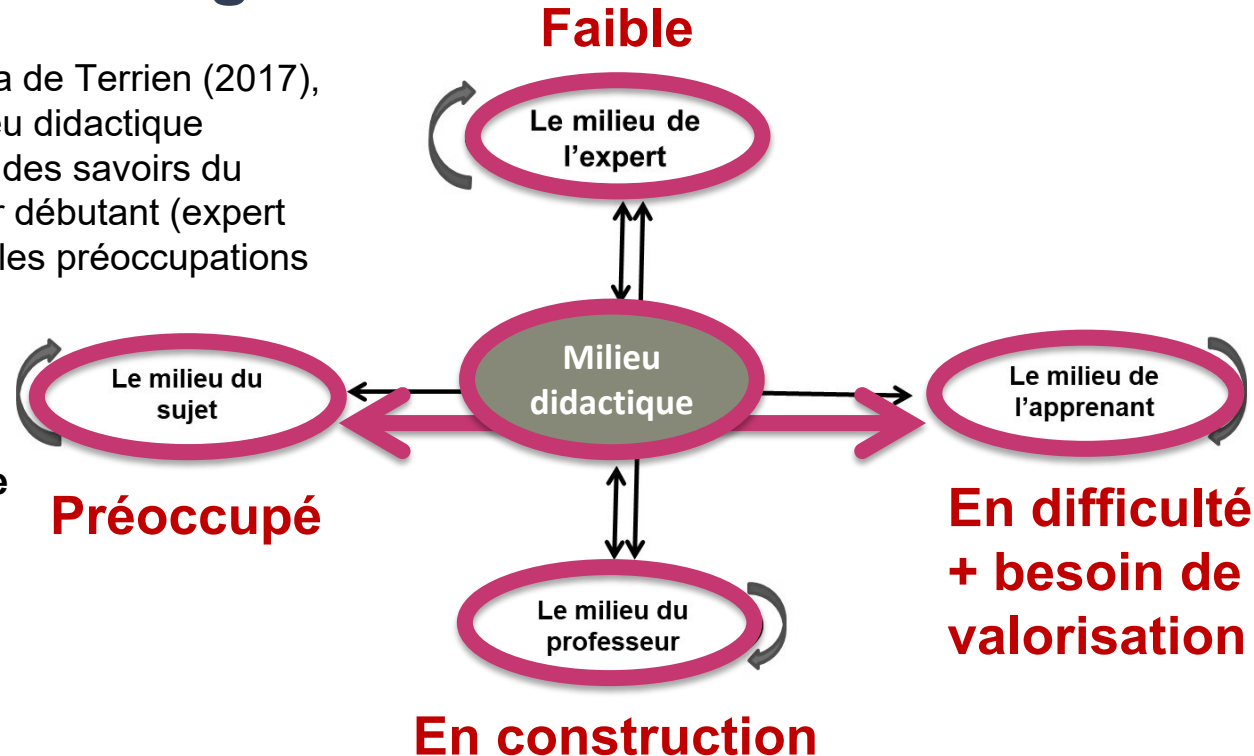 Faible
a de Terrien (2017),
eu didactique
des savoirs du
r débutant (expert
les préoccupations
Le milieu de
l'expert
Milieu
didactique
Le milieu du
sujet
Le milieu de
l'apprenant
e
Préoccupé
En difficulté
+ besoin de
valorisation
Le milieu du
professeur
En construction